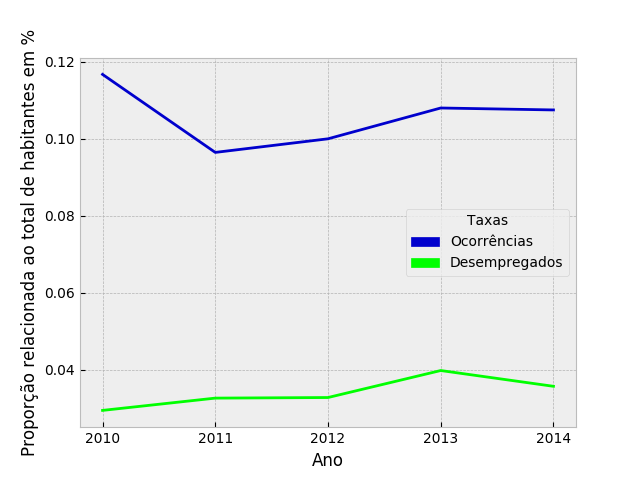 Proporção relacionada ao total de habitantes em %
0.12
0.10
0.08
0.06
0.04
Taxas
Ocorrências
Desempregados
2010 2011 2012 2013 2014
Ano